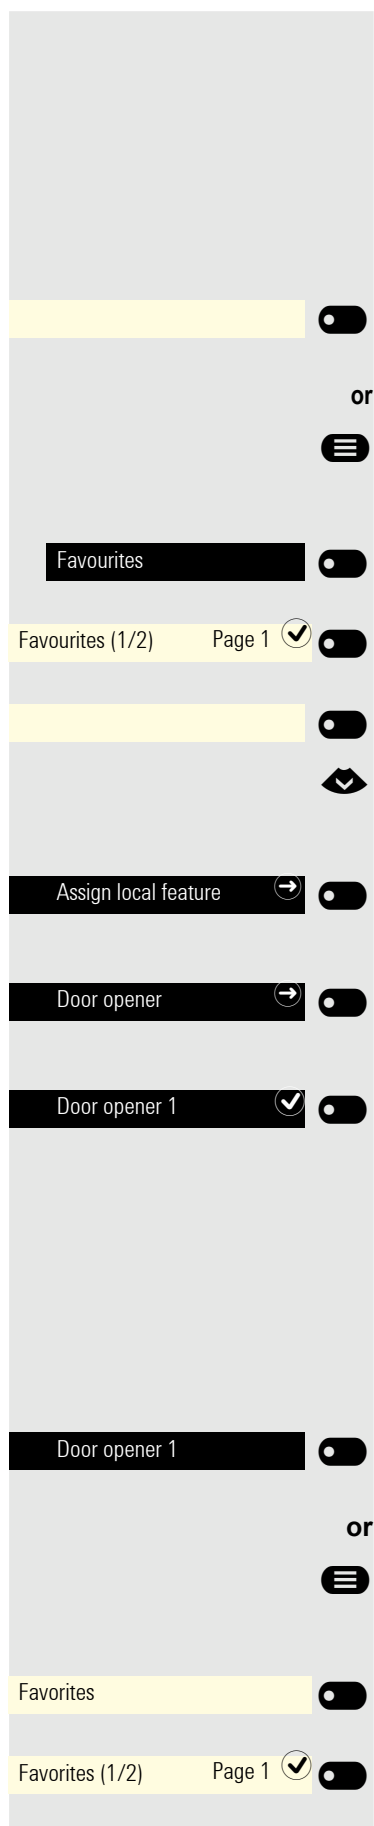 or
Favourites
Favourites (1/2) Page 1
Assign local feature
Door opener
Door opener 1
Door opener 1
or
Favorites
Favorites (1/2) Page 1